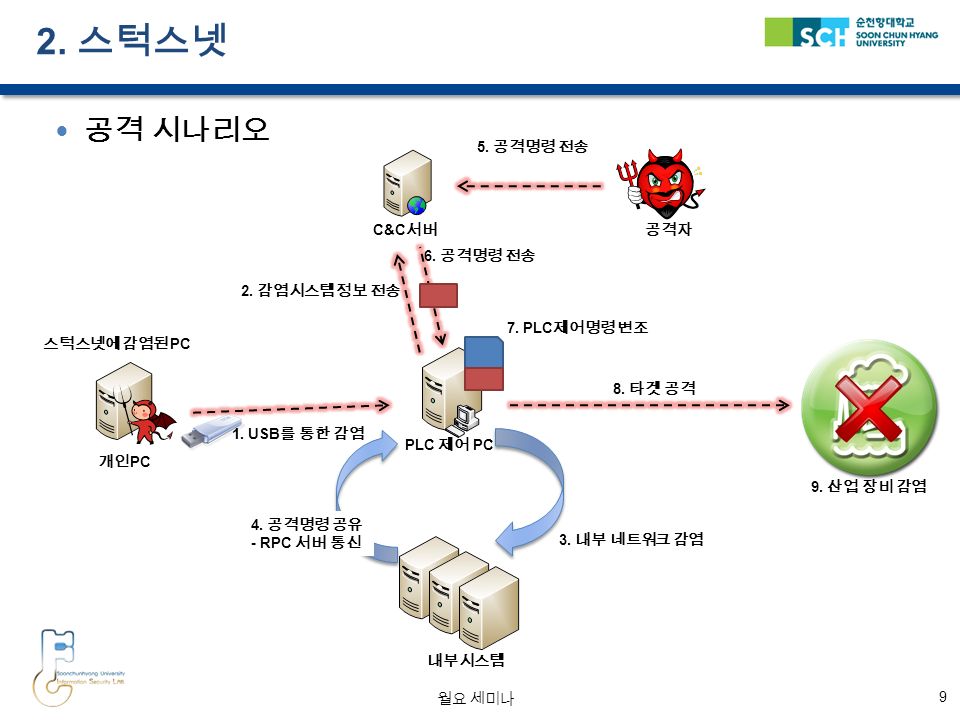 2. 스턱스넷
SCH
순천향대학교
SOON CHUN HYANG
UNIVERSITY
• 공격 시나리오
5. 공격명령 전송
C&C서버
공격자
6. 공격명령 전송
2. 감염시스템정보 전송
7. PLC제어명령변조
스턱스넷에감염된PC
8. 타겟 공격
1. USB를 통한 감염
PLC 제어 PC
개인PC
9. 산업 장비 감염
4. 공격명령 공유
- RPC 서버 통신
3. 내부 네트워크 감염
내부시스템
Soonchunhyang University
Information Security LAB
월요 세미나
9